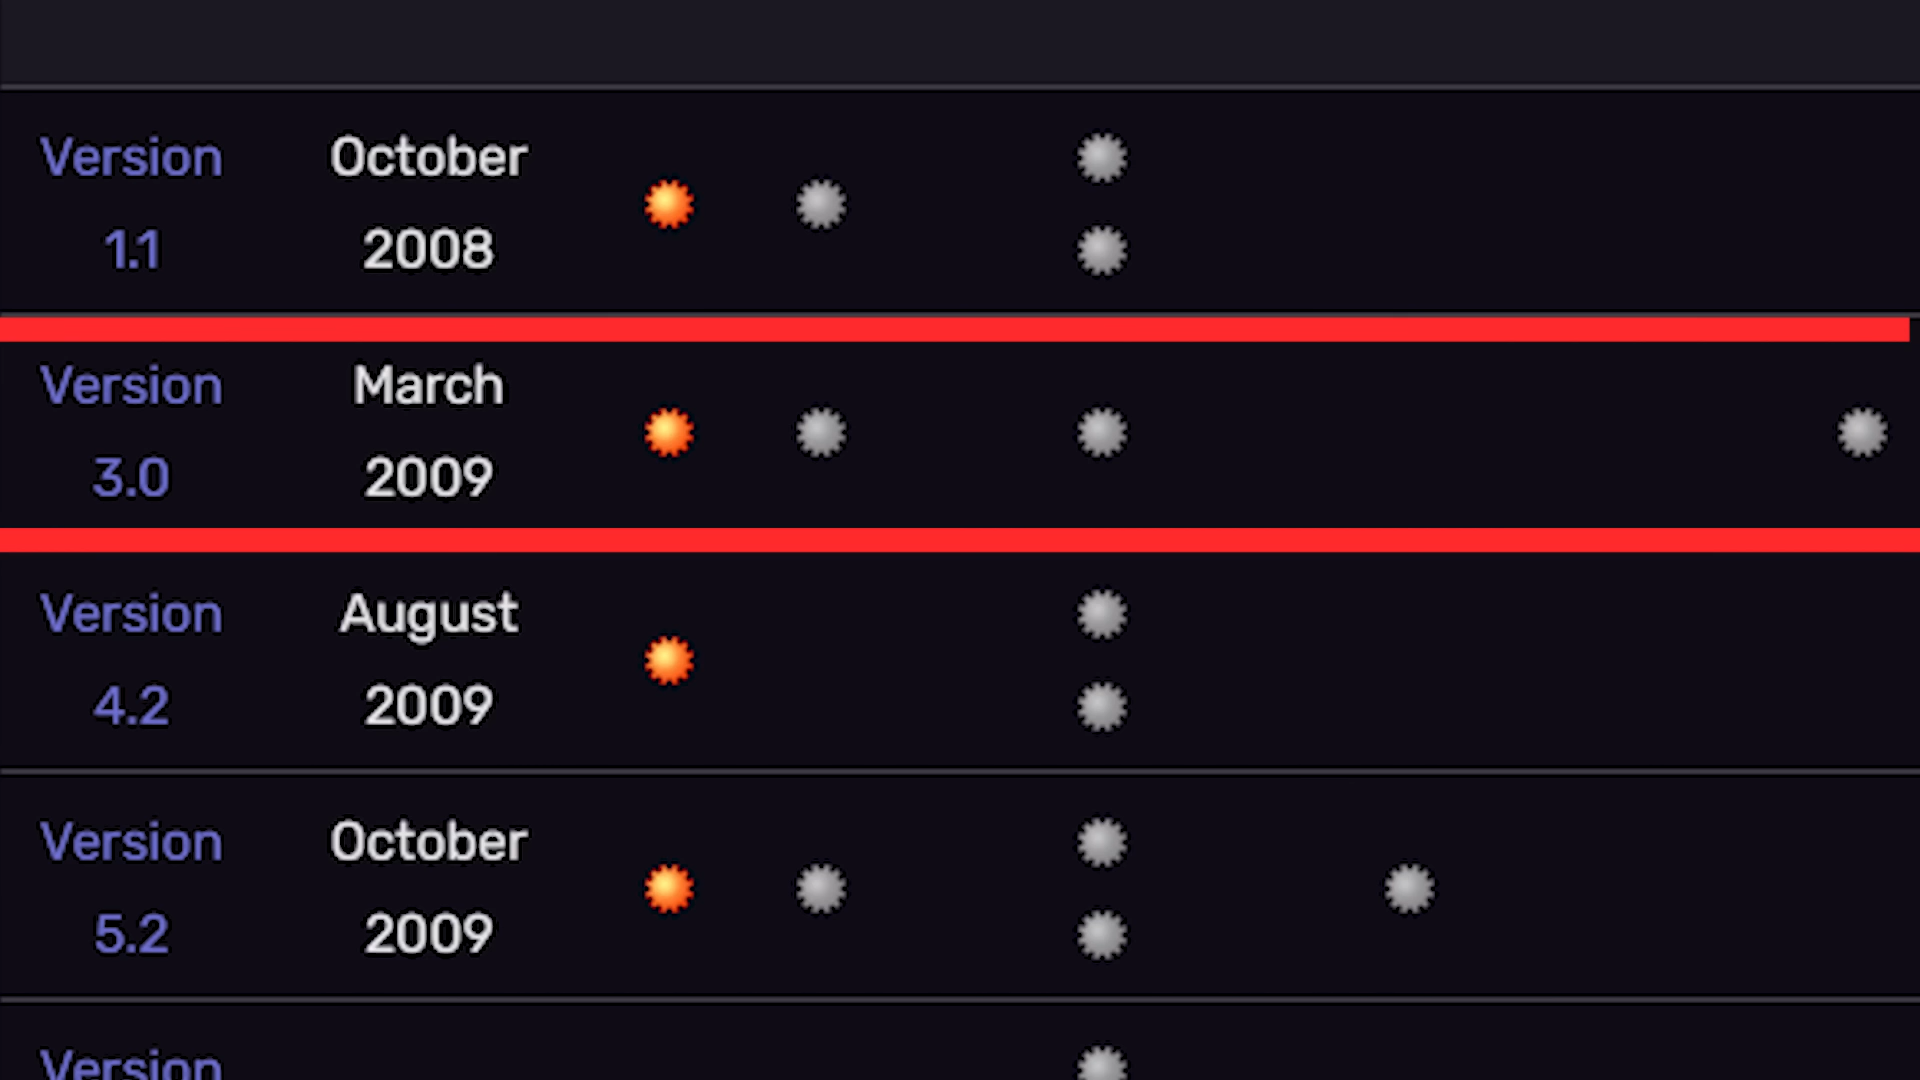 Version October
1.1 2008
Version March
3.0 2009
Version August
4.2 2009
Version October
5.2 2009
Version